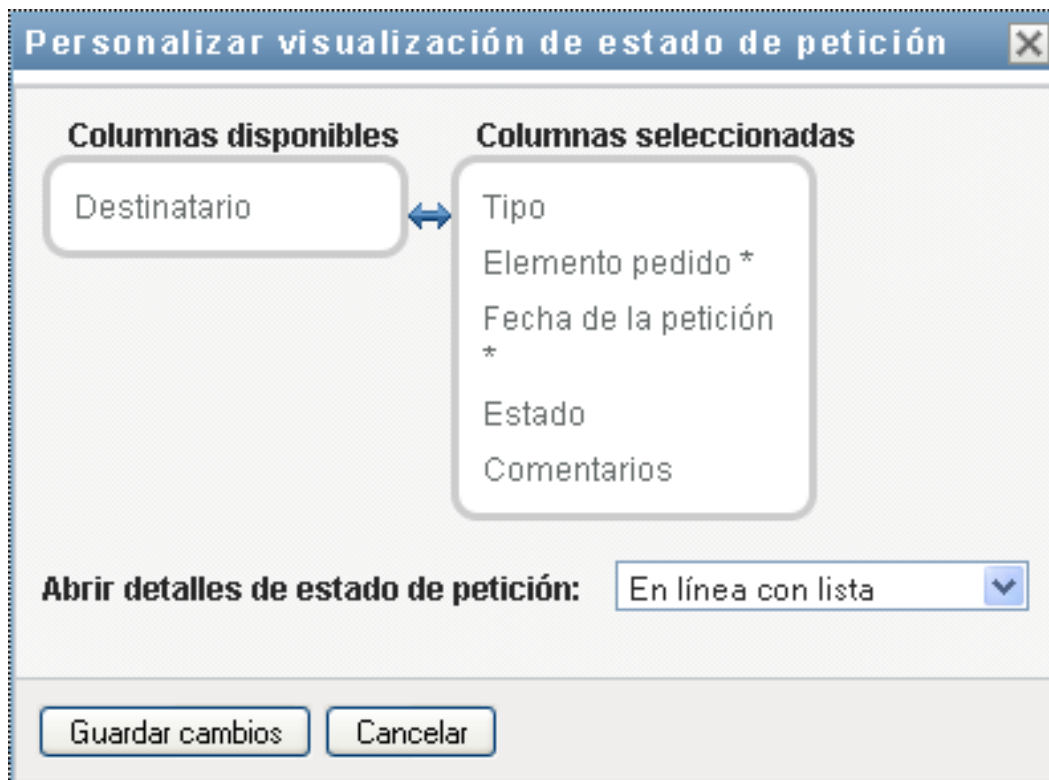 Personalizar visualización de estado de petición
Columnas disponibles
Columnas seleccionadas
Destinatario
Tipo
Elemento pedido *
Fecha de la petición
*
Estado
Comentarios
Abrir detalles de estado de petición:
En línea con lista
Guardar cambios
Cancelar